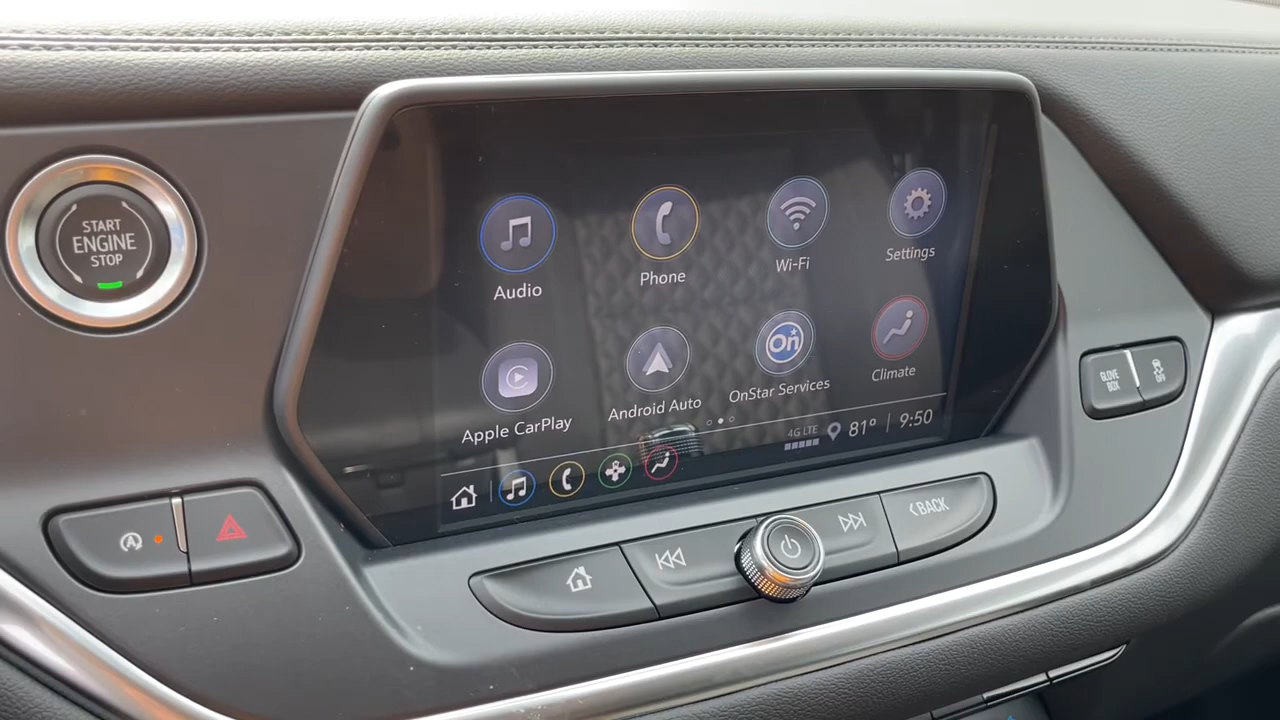 START
ENGINE
STOP
Audio
Phone
Wi-Fi
Settings
Apple CarPlay
Android Auto
On
OnStar Services
Climate
4G LTE
81°
9:50
GLOVE
BOX
OFF
A
BACK